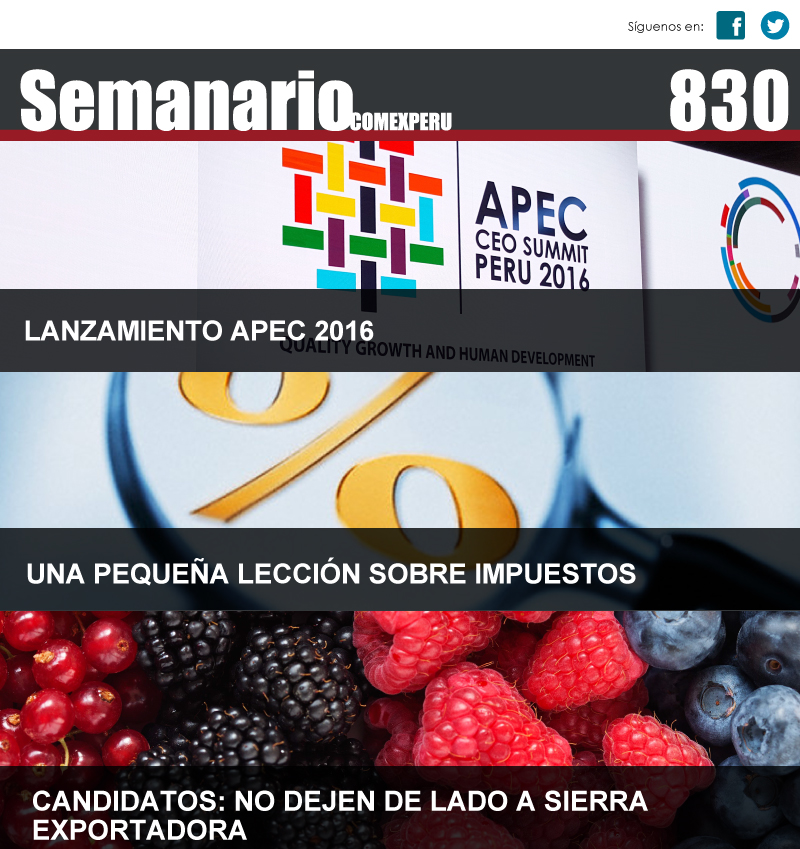 Síguenos en:
Semanario COMEXPERU
830
APEC
CEO SUMMIT
PERU 2016
QUALITY GROWTH AND HUMAN DEVELOPMENT
LANZAMIENTO APEC 2016
%
UNA PEQUEÑA LECCIÓN SOBRE IMPUESTOS
CANDIDATOS: NO DEJEN DE LADO A SIERRA
EXPORTADORA